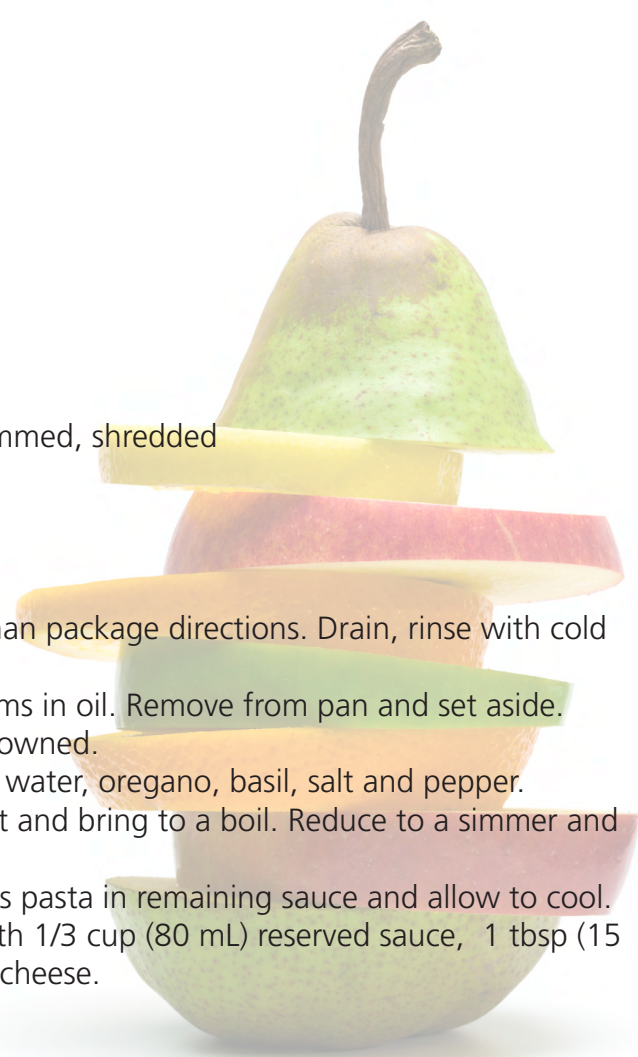 mmed, shredded
an package directions. Drain, rinse with cold
ms in oil. Remove from pan and set aside.
owned.
water, oregano, basil, salt and pepper.
t and bring to a boil. Reduce to a simmer and
s pasta in remaining sauce and allow to cool.
th 1/3 cup (80 mL) reserved sauce, 1 tbsp (15
cheese.